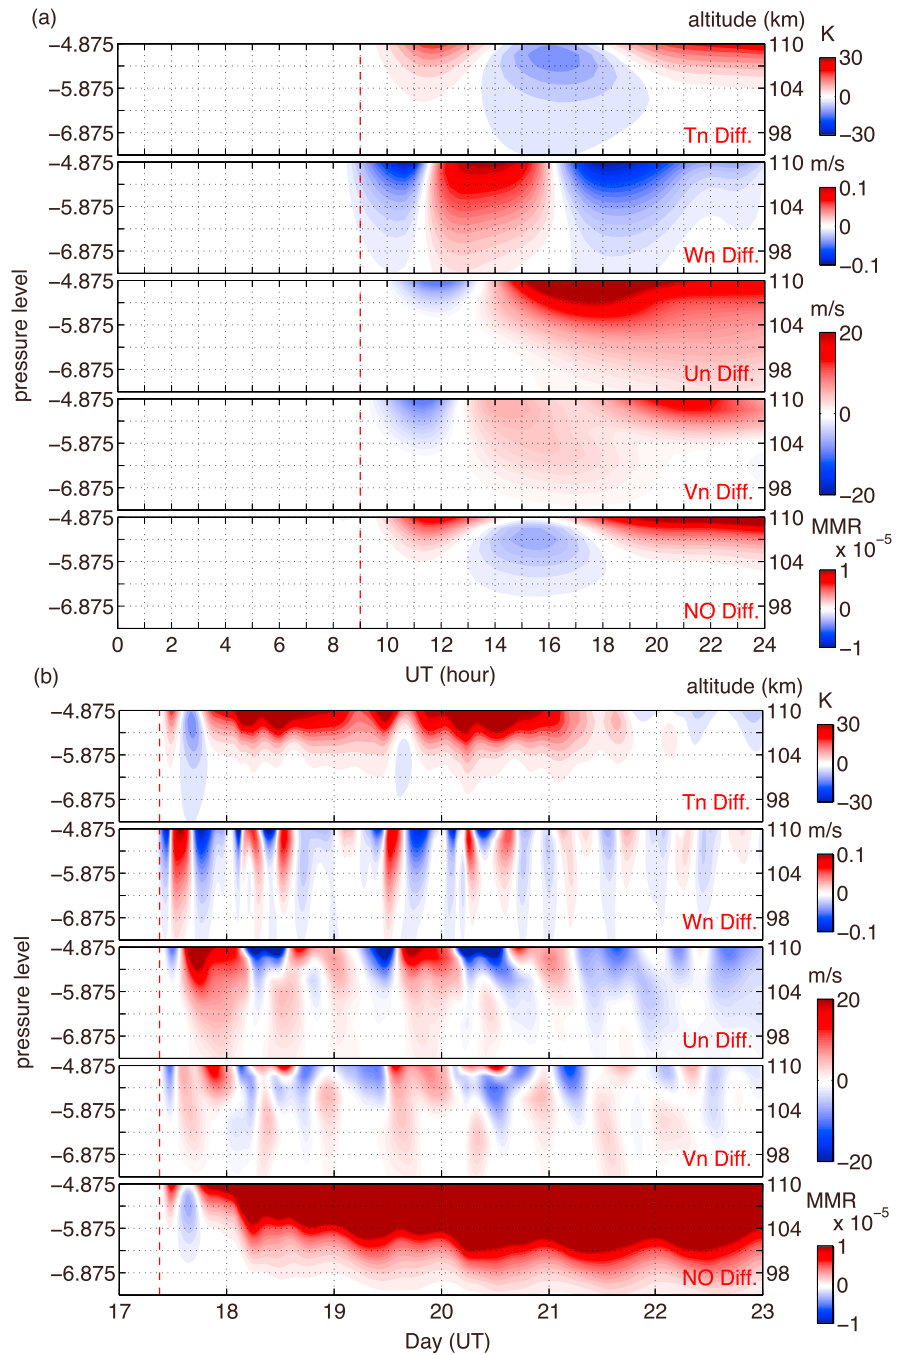 (a)
altitude (km)
K
−4.875
−5.875
−6.875
110
104
98
Tn Diff.
30
0
−30
m/s
−4.875
−5.875
−6.875
110
104
98
Wn Diff.
0.1
0
−0.1
pressure level
−4.875
−5.875
−6.875
110
104
98
Un Diff.
m/s
20
0
−20
−4.875
−5.875
−6.875
110
104
98
Vn Diff.
−4.875
−5.875
−6.875
110
104
98
NO Diff.
MMR
x 10−5
1
0
−1
0 2 4 6 8 10 12 14 16 18 20 22 24
UT (hour)
(b)
altitude (km)
K
−4.875
−5.875
−6.875
110
104
98
Tn Diff.
30
0
−30
m/s
−4.875
−5.875
−6.875
110
104
98
Wn Diff.
0.1
0
−0.1
pressure level
−4.875
−5.875
−6.875
110
104
98
Un Diff.
m/s
20
0
−20
−4.875
−5.875
−6.875
110
104
98
Vn Diff.
−4.875
−5.875
−6.875
110
104
98
NO Diff.
MMR
x 10−5
1
0
−1
17 18 19 20 21 22 23
Day (UT)